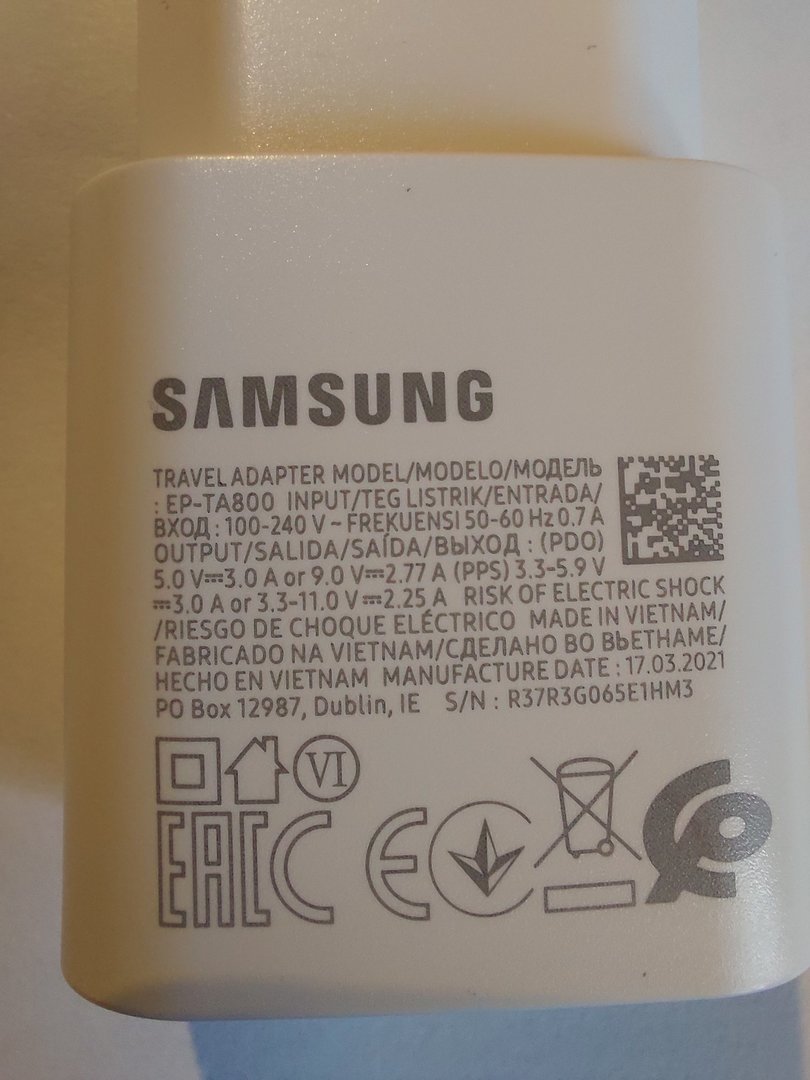 SAMSUNG
TRAVEL ADAPTER MODEL/MODELO/МОДЕЛЬ
: EP-TA800 INPUT/TEG LISTRIK/ENTRADA/
ВХОД : 100-240 V ~ FREKUENSI 50-60 Hz 0.7 A
OUTPUT/SALIDA/SAÍDA/ВЫХОД : (PDO)
5.0 V⎓3.0 A or 9.0 V⎓2.77 A (PPS) 3.3-5.9 V
⎓3.0 A or 3.3-11.0 V⎓2.25 A RISK OF ELECTRIC SHOCK
/RIESGO DE CHOQUE ELÉCTRICO MADE IN VIETNAM/
FABRICADO NA VIETNAM/СДЕЛАНО ВО ВЬЕТНАМЕ/
HECHO EN VIETNAM MANUFACTURE DATE : 17.03.2021
PO Box 12987, Dublin, IE S/N : R37R3G065E1HM3
VI
EAC CE